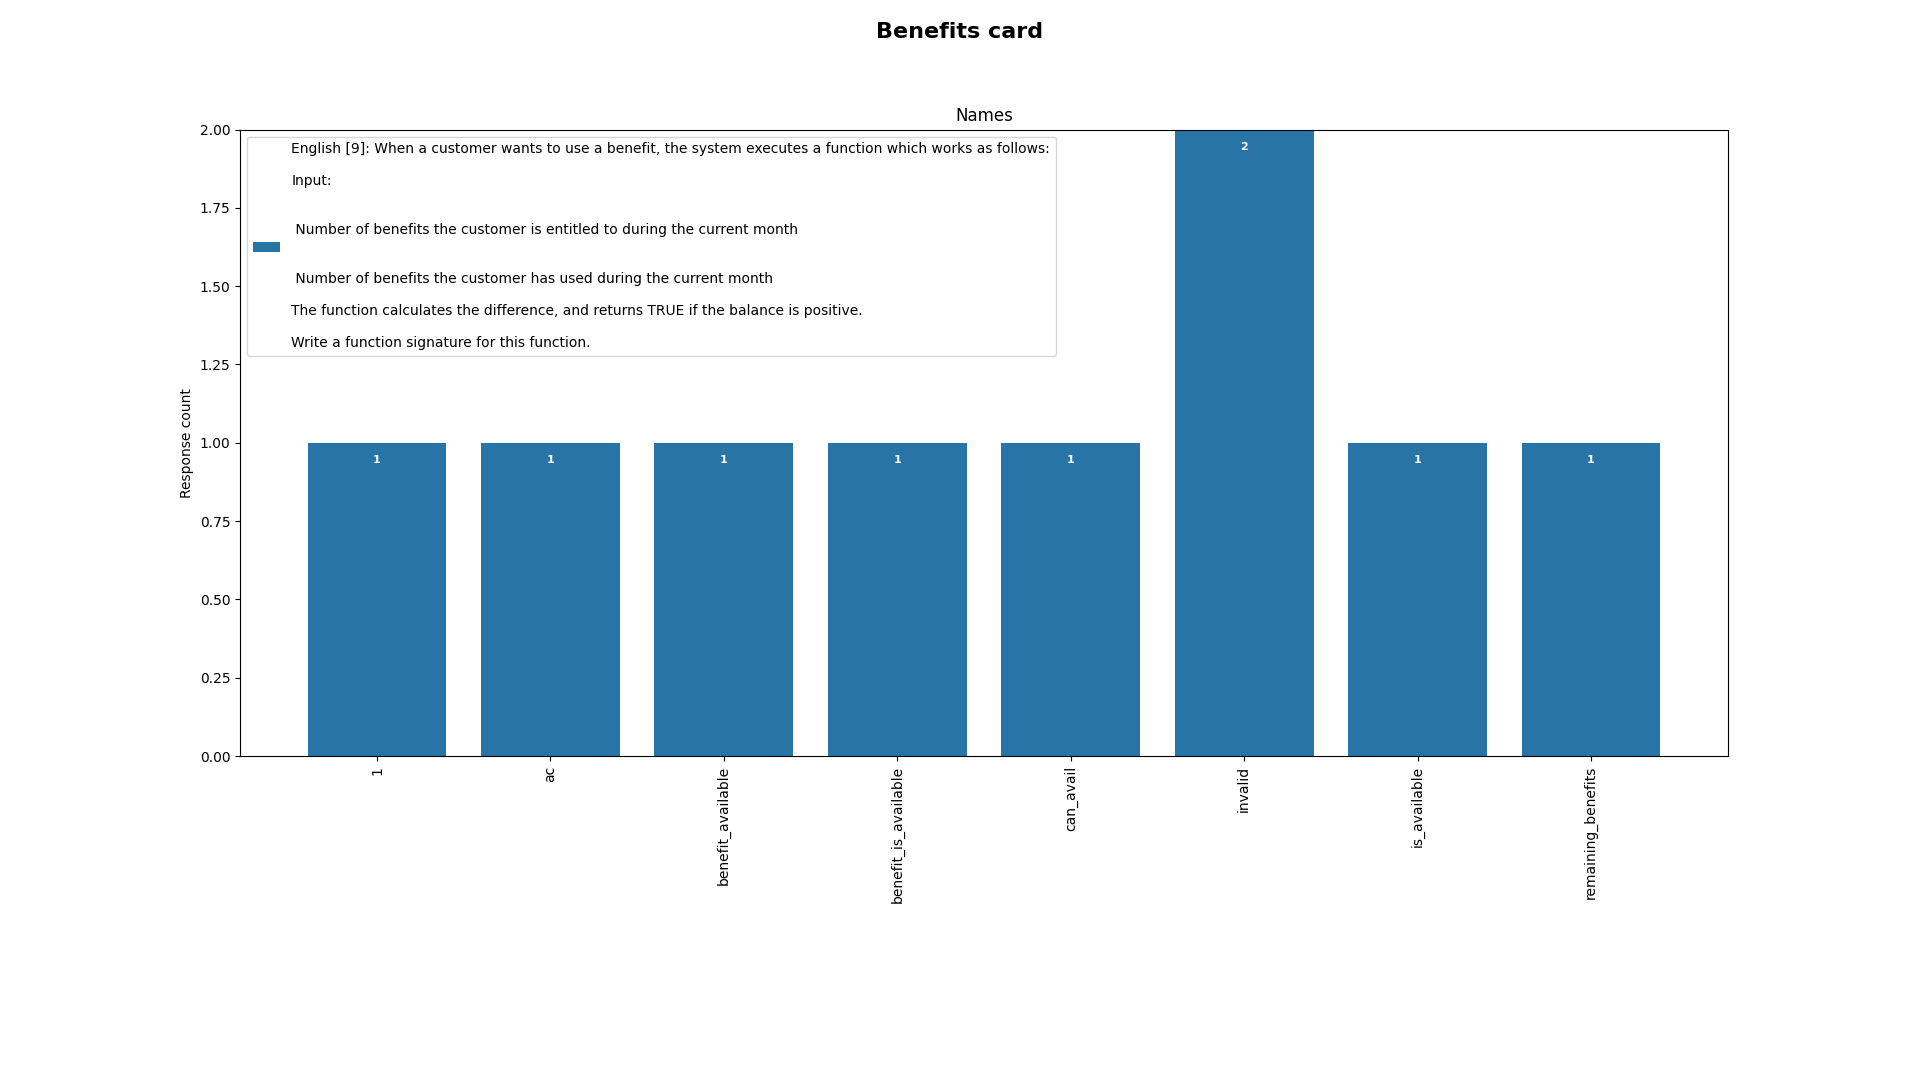 Benefits card
Names
English [9]: When a customer wants to use a benefit, the system executes a function which works as follows:
Input:
Number of benefits the customer is entitled to during the current month
Number of benefits the customer has used during the current month
The function calculates the difference, and returns TRUE if the balance is positive.
Write a function signature for this function.
Response count
2.00
1.75
1.50
1.25
1.00
0.75
0.50
0.25
0.00
1
1
1
1
1
2
1
1
1
ac
benefit_available
benefit_is_available
can_avail
invalid
is_available
remaining_benefits